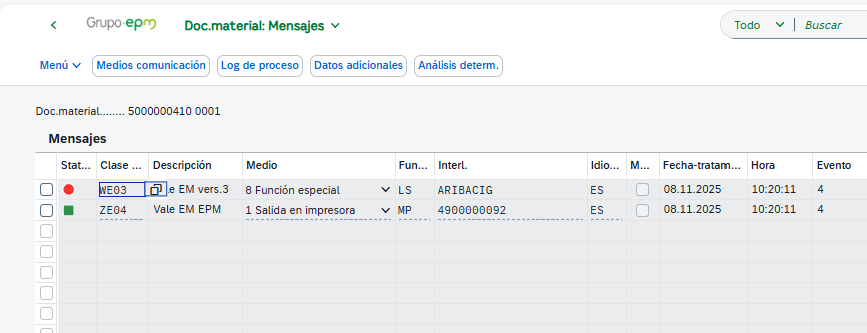 Grupo·epm
Doc.material: Mensajes
Todo
Buscar
Menú
Medios comunicación
Log de proceso
Datos adicionales
Análisis determ.
Doc.material........ 5000000410 0001
Mensajes
Stat... Clase ... Descripción Medio Fun... Interl. Idio... M... Fecha-tratam... Hora Evento
WE03 le EM vers.3 8 Función especial LS ARIBACIG ES 08.11.2025 10:20:11 4
ZE04 Vale EM EPM 1 Salida en impresora MP 4900000092 ES 08.11.2025 10:20:11 4